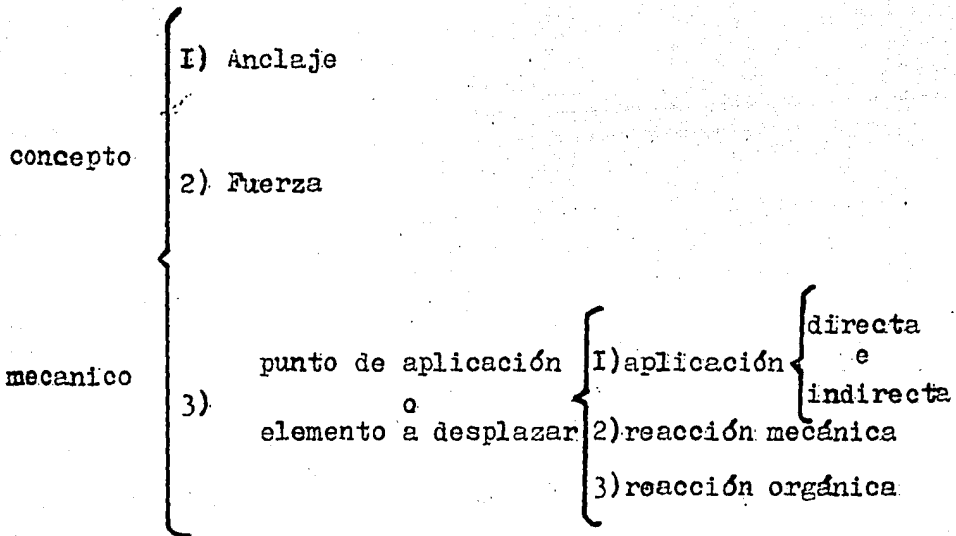 I) Anclaje
concepto
2) Fuerza
directa
punto de aplicación I) aplicación e
mecanico indirecta
3) o
elemento a desplazar 2) reacción mecánica
3) reacción orgánica